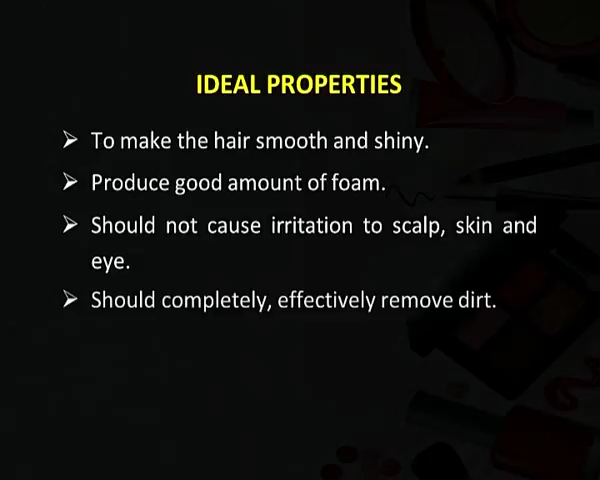 IDEAL PROPERTIES
➢ To make the hair smooth and shiny.
➢ Produce good amount of foam.
➢ Should not cause irritation to scalp, skin and
eye.
➢ Should completely, effectively remove dirt.